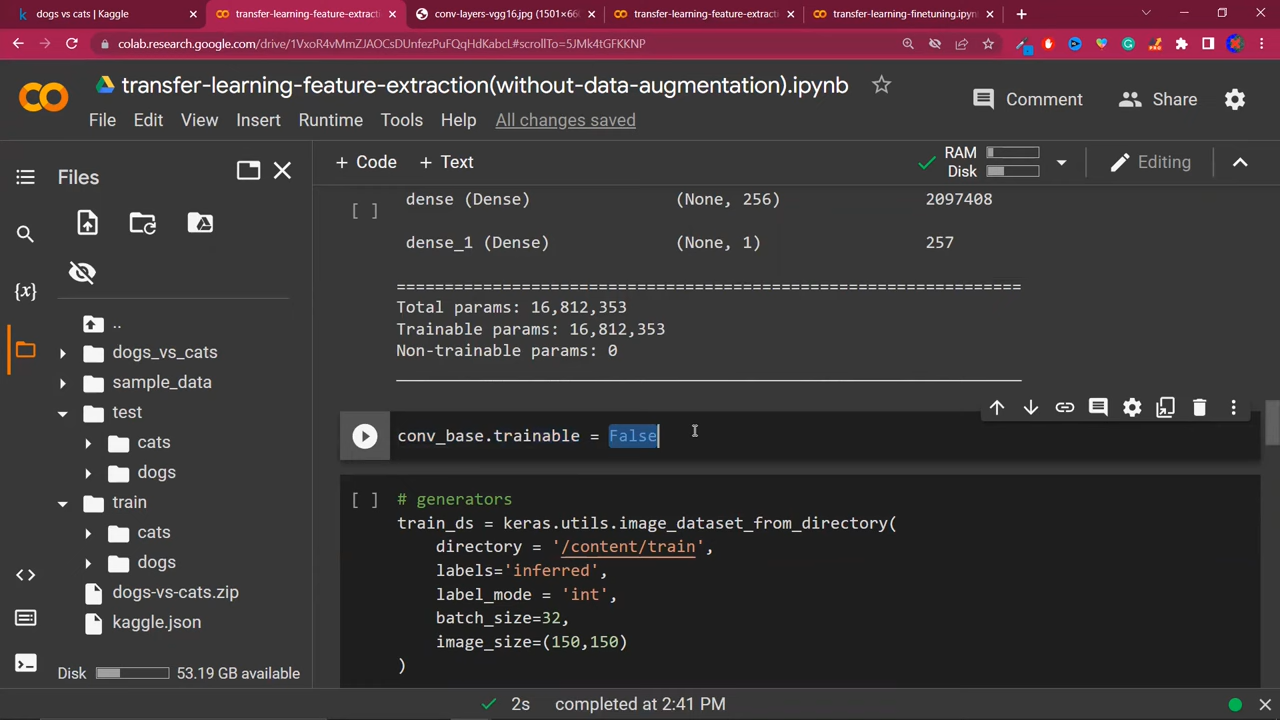 dogs vs cats | Kaggle
transfer-learning-feature-extracti
conv-layers-vgg16.jpg (1501×66
transfer-learning-feature-extracti
transfer-learning-finetuning.ipyn
colab.research.google.com/drive/1VxoR4vMmZJAOCsDUnfezPuFQqHdKabcL#scrollTo=5JMk4tGFKKNP
transfer-learning-feature-extraction(without-data-augmentation).ipynb
Comment
Share
File Edit View Insert Runtime Tools Help All changes saved
Files
+ Code + Text
RAM
Disk
Editing
..
dogs_vs_cats
sample_data
test
cats
dogs
train
cats
dogs
dogs-vs-cats.zip
kaggle.json
Disk 53.19 GB available
{x}
[ ]
dense (Dense) (None, 256) 2097408
dense_1 (Dense) (None, 1) 257
=================================================================
Total params: 16,812,353
Trainable params: 16,812,353
Non-trainable params: 0
conv_base.trainable = False
[ ]
# generators
train_ds = keras.utils.image_dataset_from_directory(
directory = '/content/train',
labels='inferred',
label_mode = 'int',
batch_size=32,
image_size=(150,150)
)
2s completed at 2:41 PM